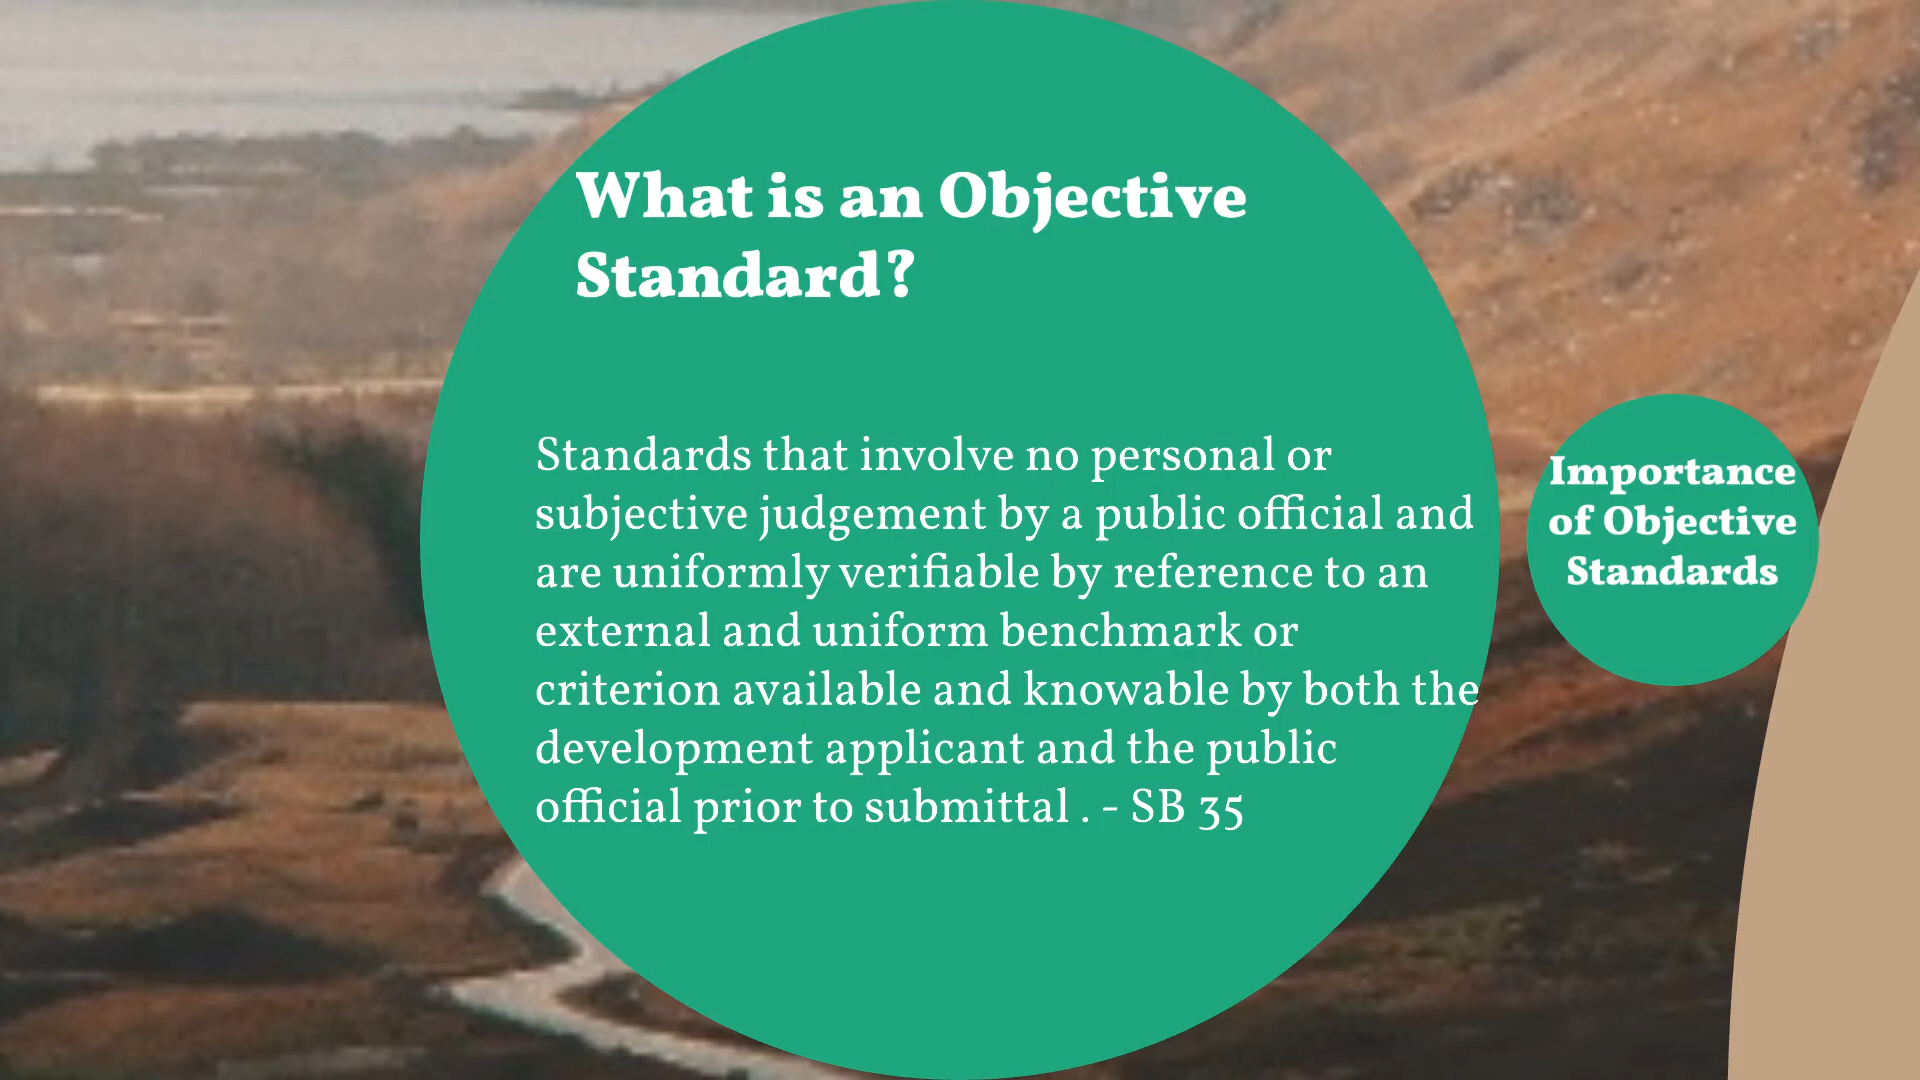 What is an Objective
Standard?
Standards that involve no personal or
subjective judgement by a public official and
are uniformly verifiable by reference to an
external and uniform benchmark or
criterion available and knowable by both the
development applicant and the public
official prior to submittal . - SB 35
Importance
of Objective
Standards